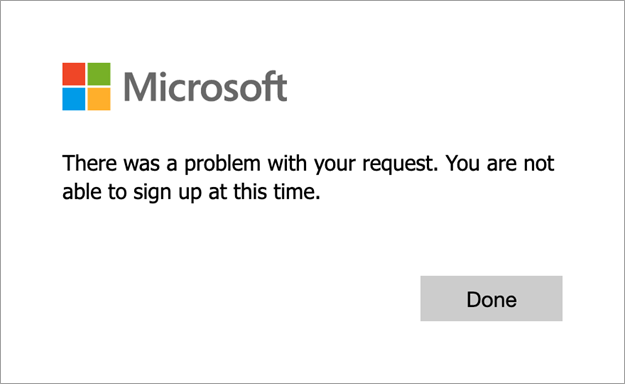 Microsoft
There was a problem with your request. You are not
able to sign up at this time.
Done